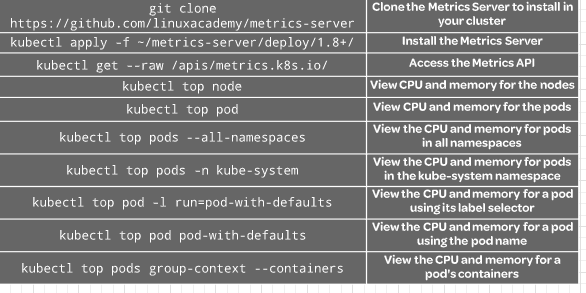 git clone
https://github.com/linuxacademy/metrics-server
Clone the Metrics Server to install in
your cluster
kubectl apply -f ~/metrics-server/deploy/1.8+/
Install the Metrics Server
kubectl get --raw /apis/metrics.k8s.io/
Access the Metrics API
kubectl top node
View CPU and memory for the nodes
kubectl top pod
View CPU and memory for the pods
kubectl top pods --all-namespaces
View the CPU and memory for pods
in all namespaces
kubectl top pods -n kube-system
View the CPU and memory for pods
in the kube-system namespace
kubectl top pod -l run=pod-with-defaults
View the CPU and memory for a pod
using its label selector
kubectl top pod pod-with-defaults
View the CPU and memory for a pod
using the pod name
kubectl top pods group-context --containers
View the CPU and memory for a
pod's containers